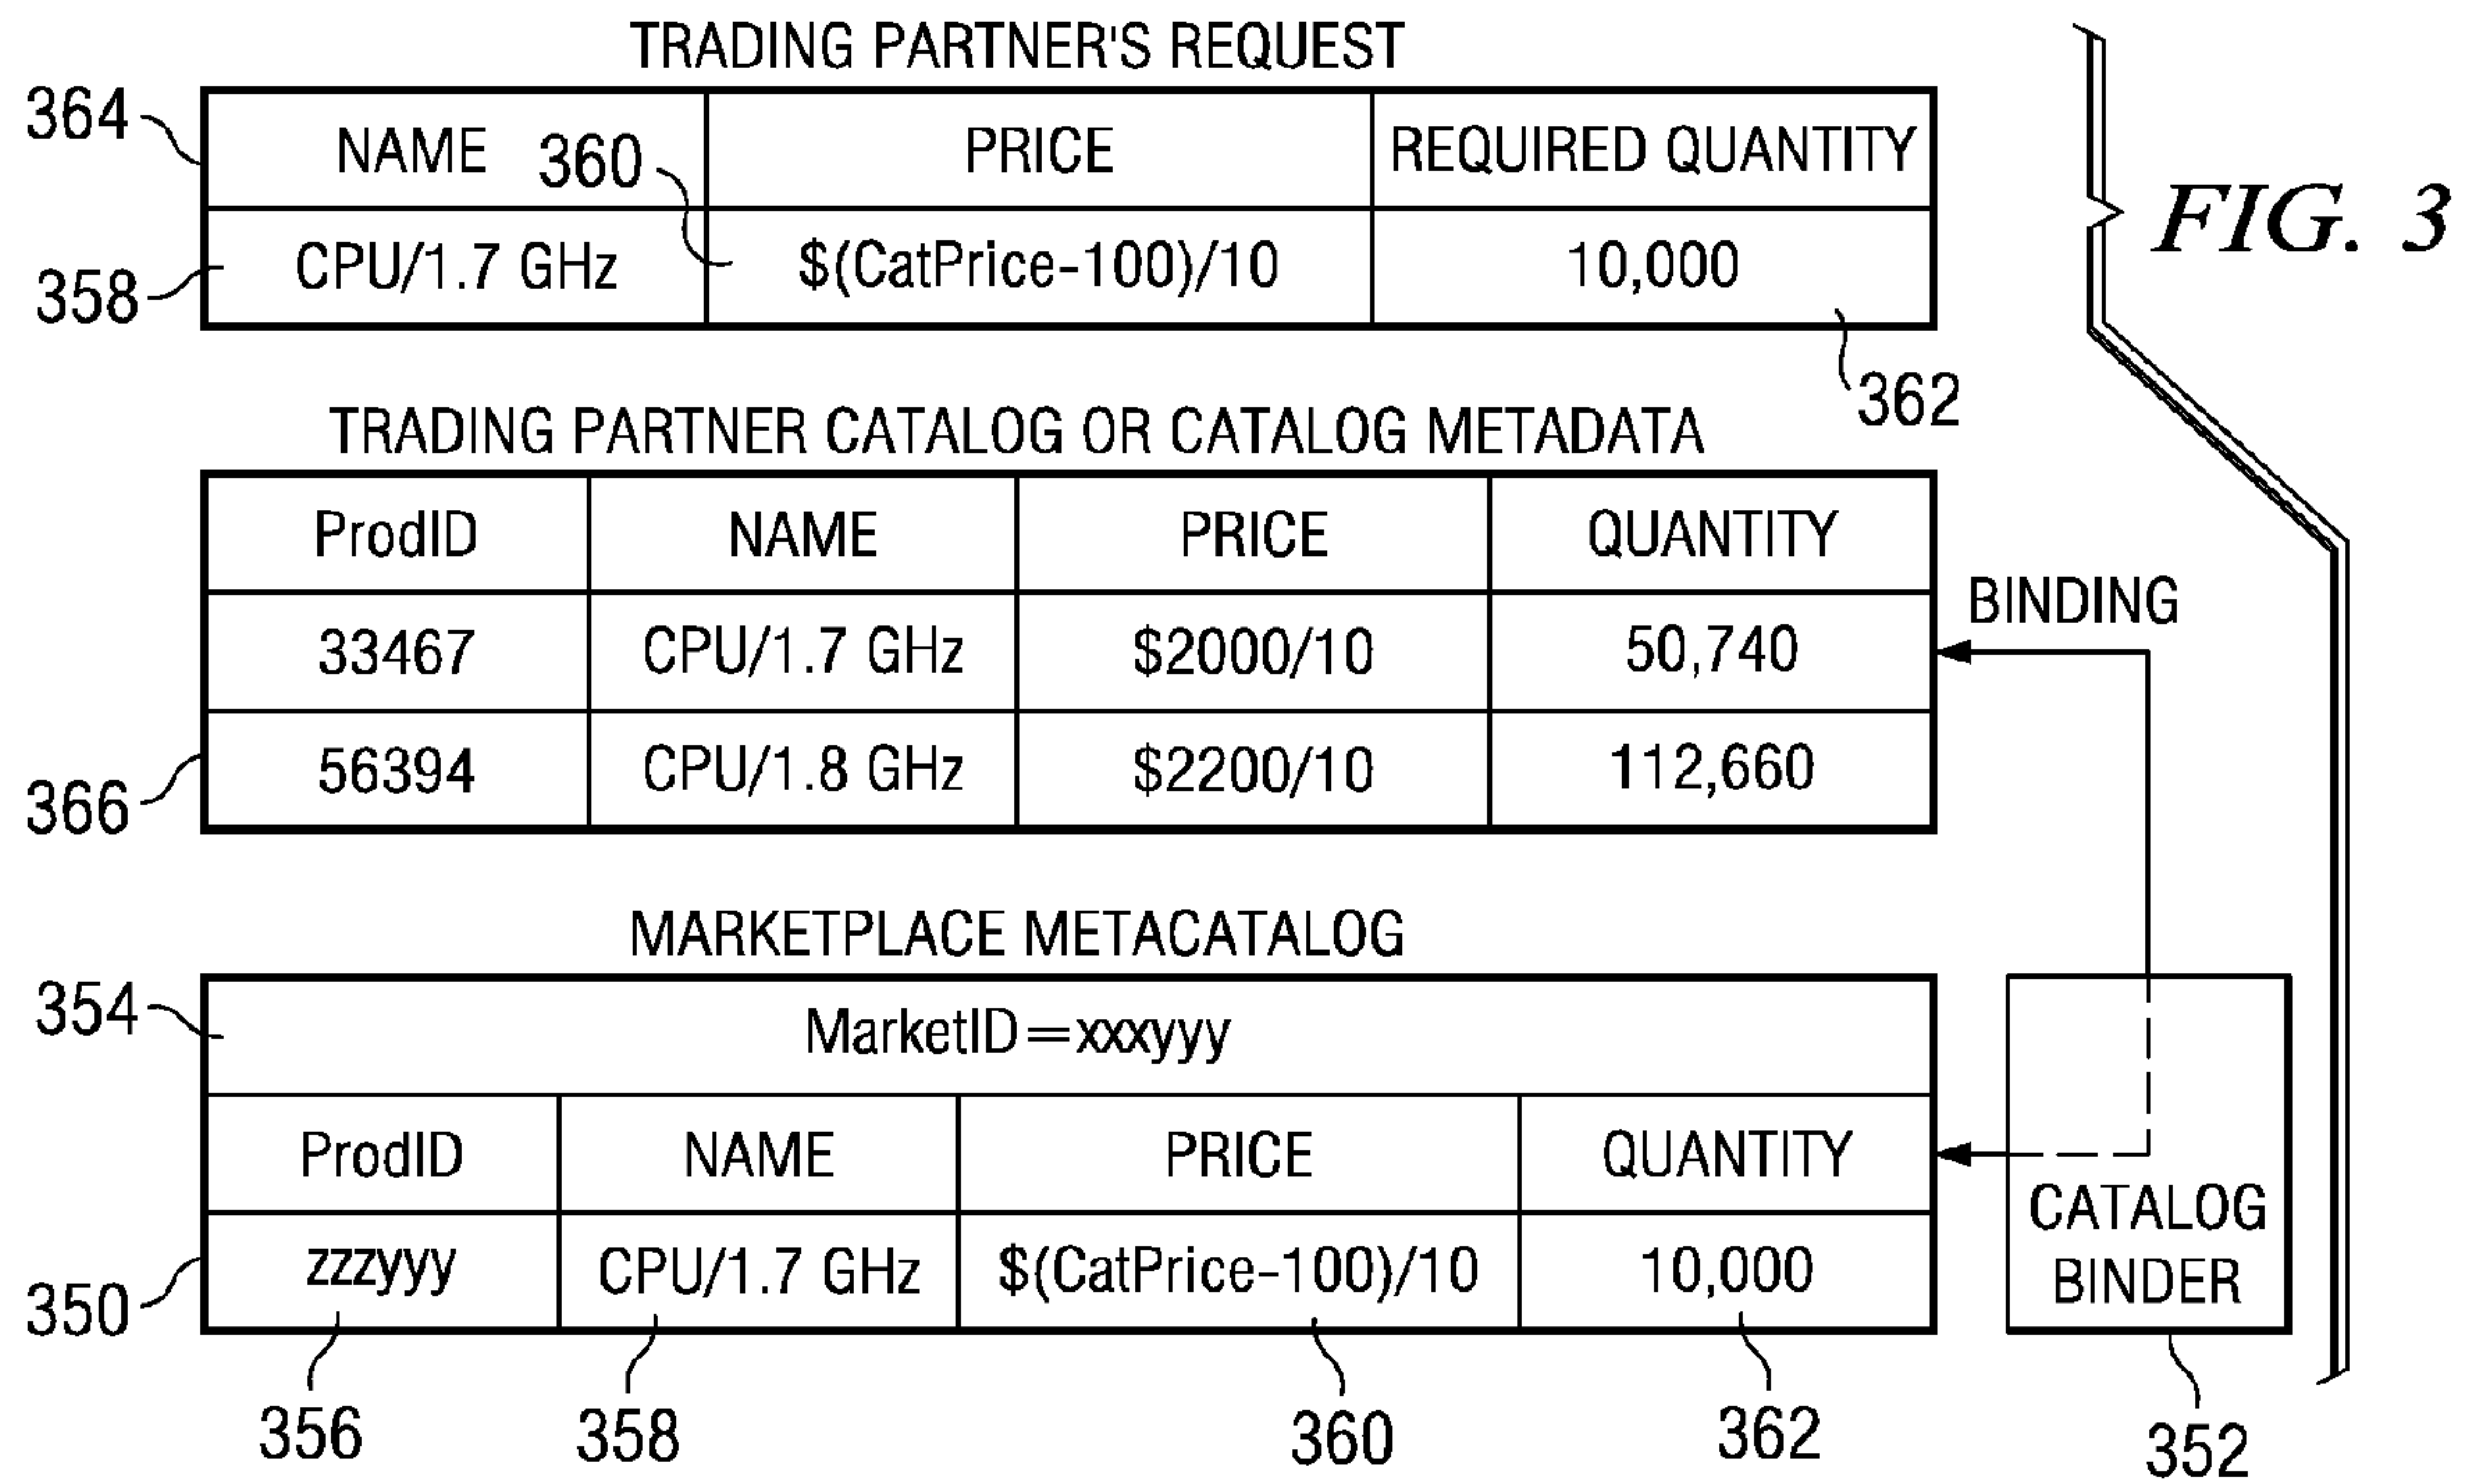 TRADING PARTNER'S REQUEST
364
NAME 360 PRICE REQUIRED QUANTITY
358 CPU/1.7 GHz $(CatPrice-100)/10 10,000
362
FIG. 3
TRADING PARTNER CATALOG OR CATALOG METADATA
ProdID NAME PRICE QUANTITY
BINDING
33467 CPU/1.7 GHz $2000/10 50,740
56394 CPU/1.8 GHz $2200/10 112,660
366
MARKETPLACE METACATALOG
354
MarketID=xxxyyy
ProdID NAME PRICE QUANTITY
CATALOG
BINDER
350 zzzyyy CPU/1.7 GHz $(CatPrice-100)/10 10,000
356 358 360 362 352